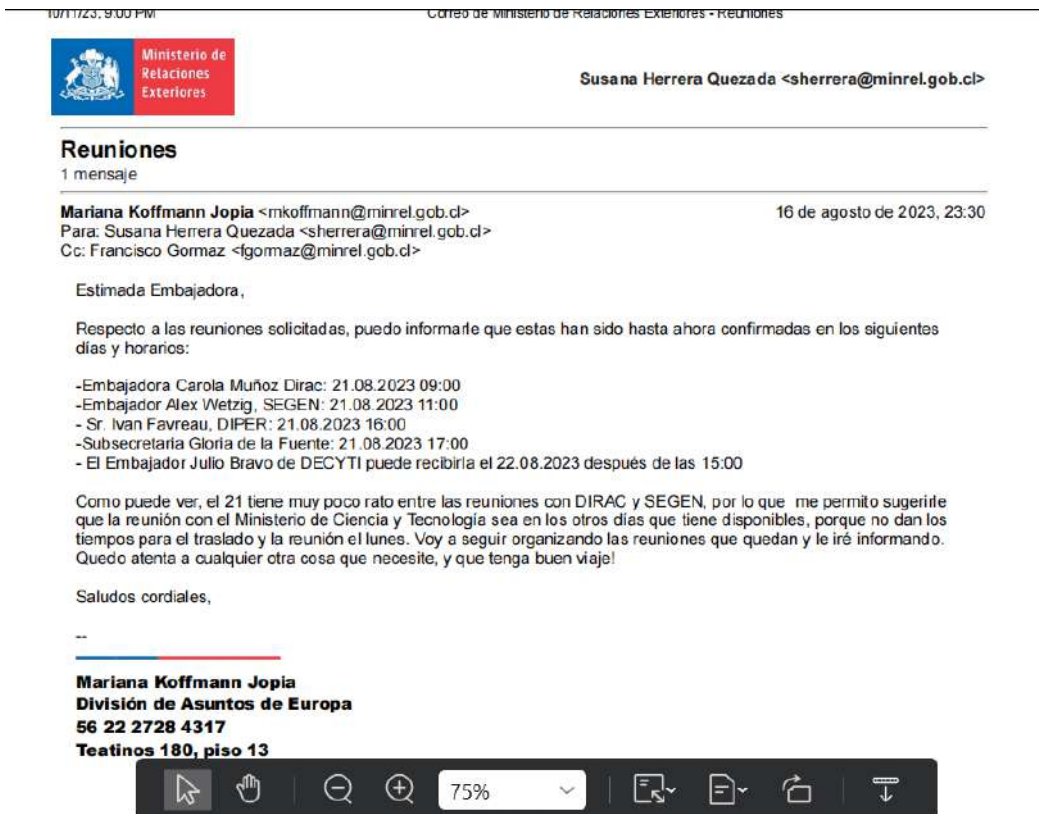 10/11/23, 9:00 PM Correo de Ministerio de Relaciones Exteriores - Reuniones
Ministerio de
Relaciones
Exteriores
Susana Herrera Quezada <sherrera@minrel.gob.cl>
Reuniones
1 mensaje
Mariana Koffmann Jopia <mkoffmann@minrel.gob.cl> 16 de agosto de 2023, 23:30
Para: Susana Herrera Quezada <sherrera@minrel.gob.cl>
Cc: Francisco Gormaz <fgormaz@minrel.gob.cl>
Estimada Embajadora,
Respecto a las reuniones solicitadas, puedo informarle que estas han sido hasta ahora confirmadas en los siguientes
días y horarios:
-Embajadora Carola Muñoz Dirac: 21.08.2023 09:00
-Embajador Alex Wetzig, SEGEN: 21.08.2023 11:00
- Sr. Ivan Favreau, DIPER: 21.08.2023 16:00
-Subsecretaria Gloria de la Fuente: 21.08.2023 17:00
- El Embajador Julio Bravo de DECYTI puede recibirla el 22.08.2023 después de las 15:00
Como puede ver, el 21 tiene muy poco rato entre las reuniones con DIRAC y SEGEN, por lo que me permito sugerirle
que la reunión con el Ministerio de Ciencia y Tecnología sea en los otros días que tiene disponibles, porque no dan los
tiempos para el traslado y la reunión el lunes. Voy a seguir organizando las reuniones que quedan y le iré informando.
Quedo atenta a cualquier otra cosa que necesite, y que tenga buen viaje!
Saludos cordiales,
--
Mariana Koffmann Jopia
División de Asuntos de Europa
56 22 2728 4317
Teatinos 180, piso 13
75%